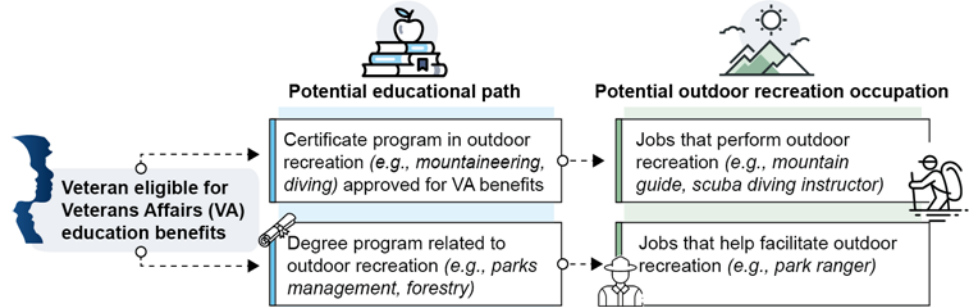 Potential educational path
Potential outdoor recreation occupation
Veteran eligible for
Veterans Affairs (VA)
education benefits
Certificate program in outdoor
recreation (e.g., mountaineering,
diving) approved for VA benefits
Jobs that perform outdoor
recreation (e.g., mountain
guide, scuba diving instructor)
Degree program related to
outdoor recreation (e.g., parks
management, forestry)
Jobs that help facilitate outdoor
recreation (e.g., park ranger)